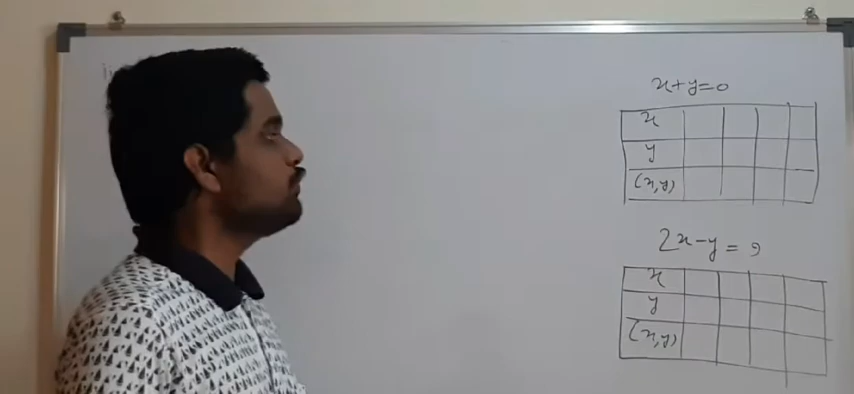 x+y=0
x
y
(x,y)
2x-y=9
x
y
(x,y)